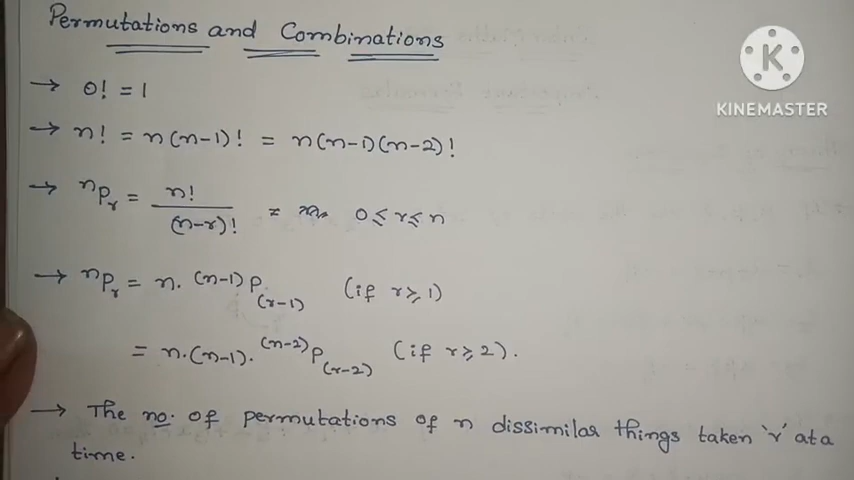 Permutations and Combinations
K
KINEMASTER
→ 0! = 1
→ n! = n(n-1)! = n(n-1)(n-2)!
→ ⁿPᵣ = n! / (n-r)! 0 ≤ r ≤ n
→ ⁿPᵣ = n. (n-1)P(r-1) (if r ≥ 1)
= n.(n-1). (n-2)P(r-2) (if r ≥ 2).
→ The no. of permutations of n dissimilar things taken 'r' at a
time.